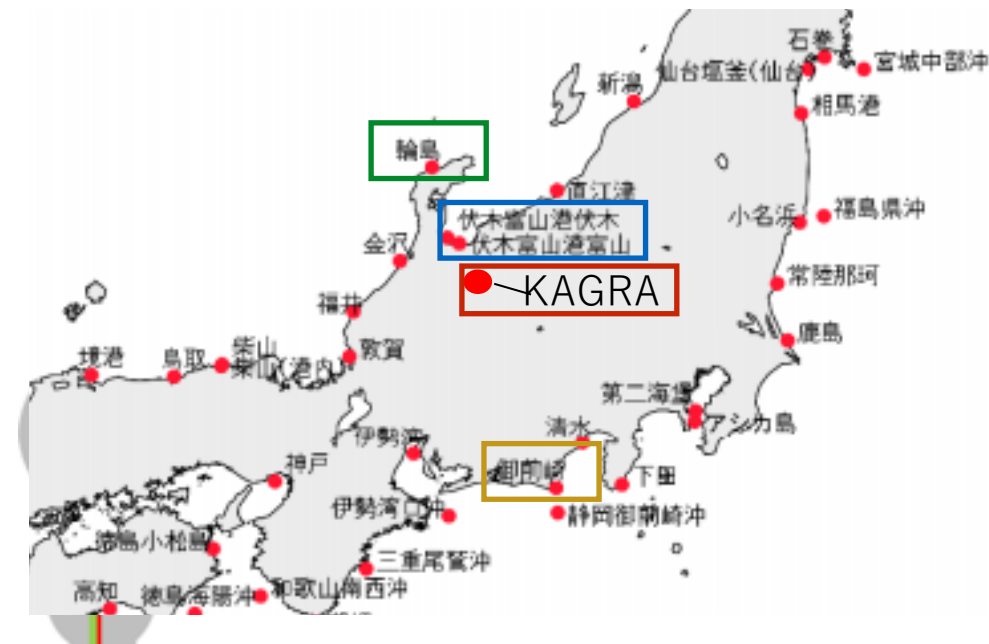 石巻
仙台塩釜(仙台)
宮城中部沖
新潟
相馬港
輪島
直江津
伏木富山港伏木
伏木富山港富山
小名浜
福島県沖
金沢
KAGRA
常陸那珂
福井
鹿島
境港
鳥取
柴山
柴山(港内)
敦賀
第二海堡
アシカ島
清水
伊勢湾
御前崎
神戸
下田
伊勢湾口沖
静岡御前崎沖
徳島小松島
三重尾鷲沖
高知
徳島海陽沖
和歌山南西沖